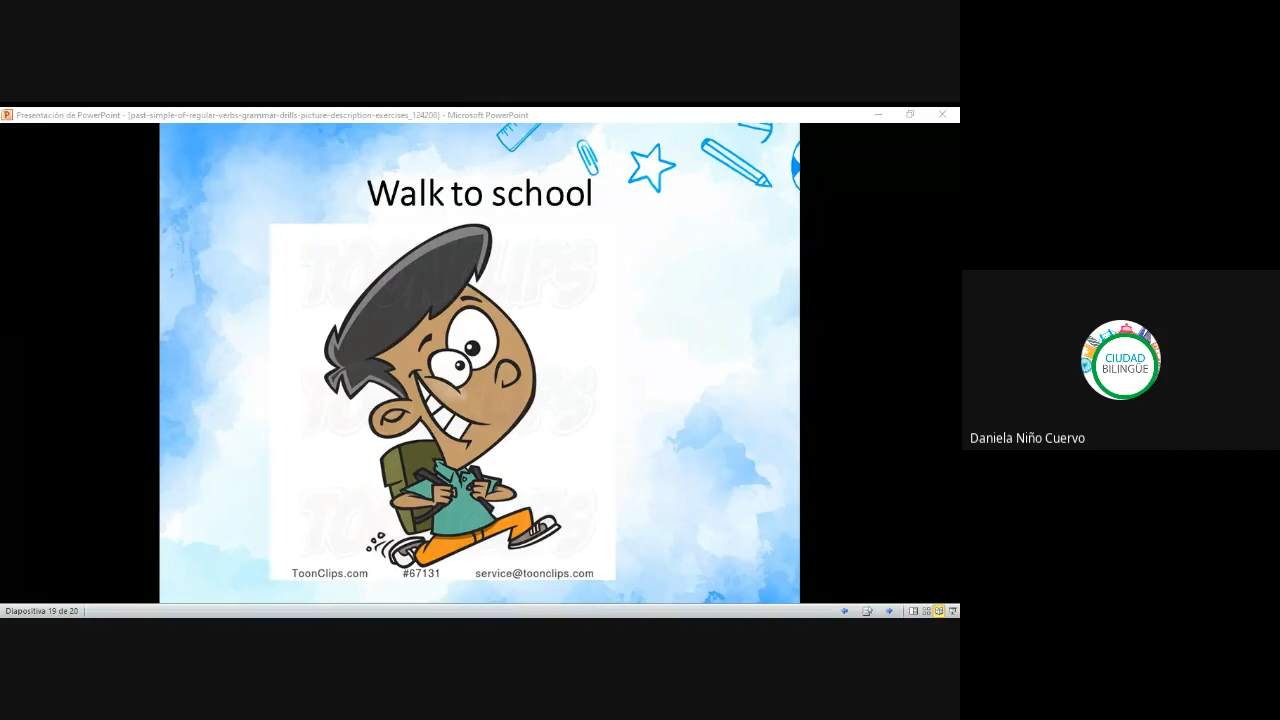 Presentación de PowerPoint - [past-simple-of-regular-verbs-grammar-drills-picture-description-exercises_124208] - Microsoft PowerPoint
Walk to school
TOONCLIPS
ToonClips.com #67131 service@toonclips.com
Diapositiva 19 de 20
CIUDAD
BILINGÜE
Daniela Niño Cuervo